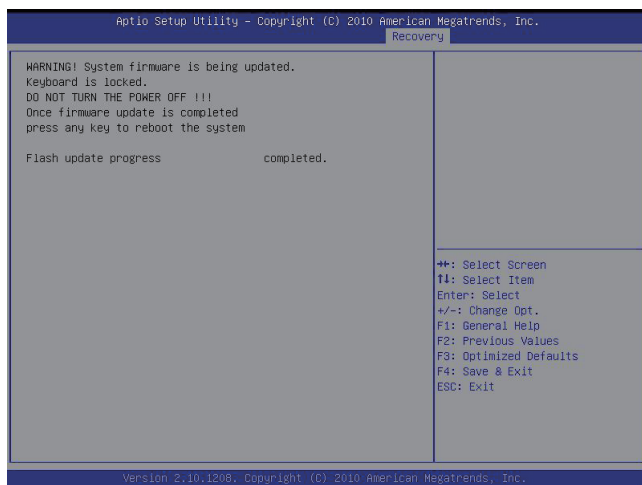 Aptio Setup Utility – Copyright (C) 2010 American Megatrends, Inc.
Recovery
WARNING! System firmware is being updated.
Keyboard is locked.
DO NOT TURN THE POWER OFF !!!
Once firmware update is completed
press any key to reboot the system
Flash update progress completed.
→←: Select Screen
↑↓: Select Item
Enter: Select
+/-: Change Opt.
F1: General Help
F2: Previous Values
F3: Optimized Defaults
F4: Save & Exit
ESC: Exit
Version 2.10.1208. Copyright (C) 2010 American Megatrends, Inc.